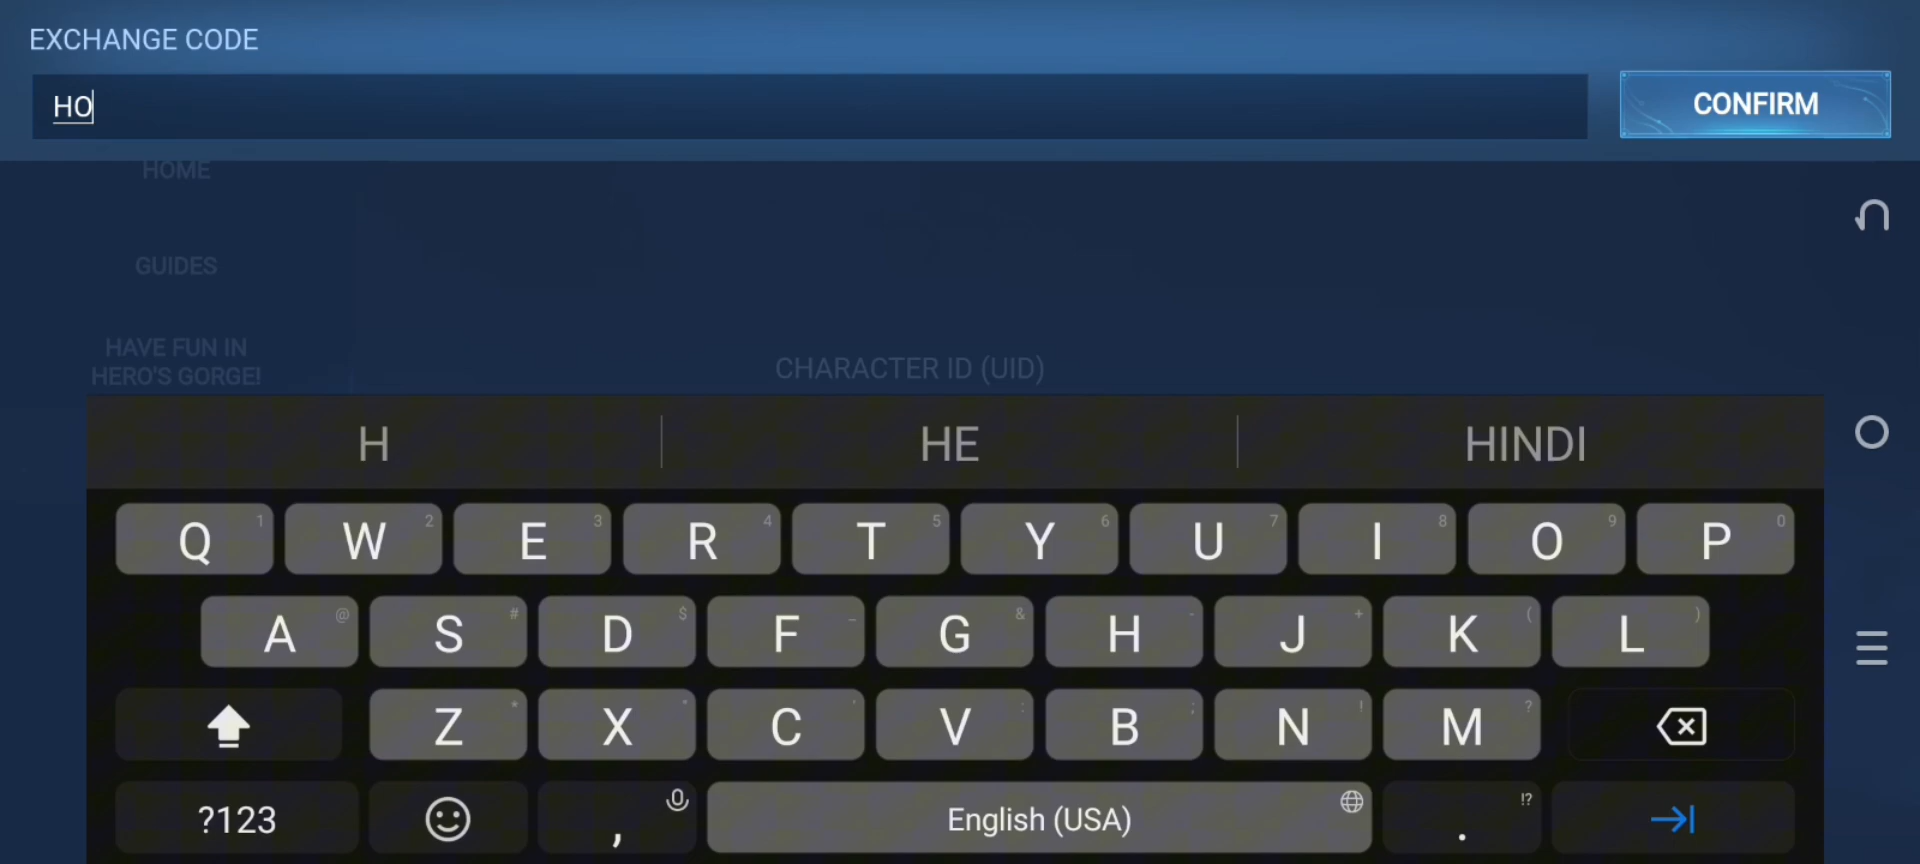 EXCHANGE CODE
HO
CONFIRM
HOME
GUIDES
HAVE FUN IN
HERO'S GORGE!
CHARACTER ID (UID)
H HE HINDI
Q 1 W 2 E 3 R 4 T 5 Y 6 U 7 I 8 O 9 P 0
A @ S # D $ F _ G & H - J + K ( L )
Z * X " C ' V : B ; N ! M ?
?123 , English (USA) . !?